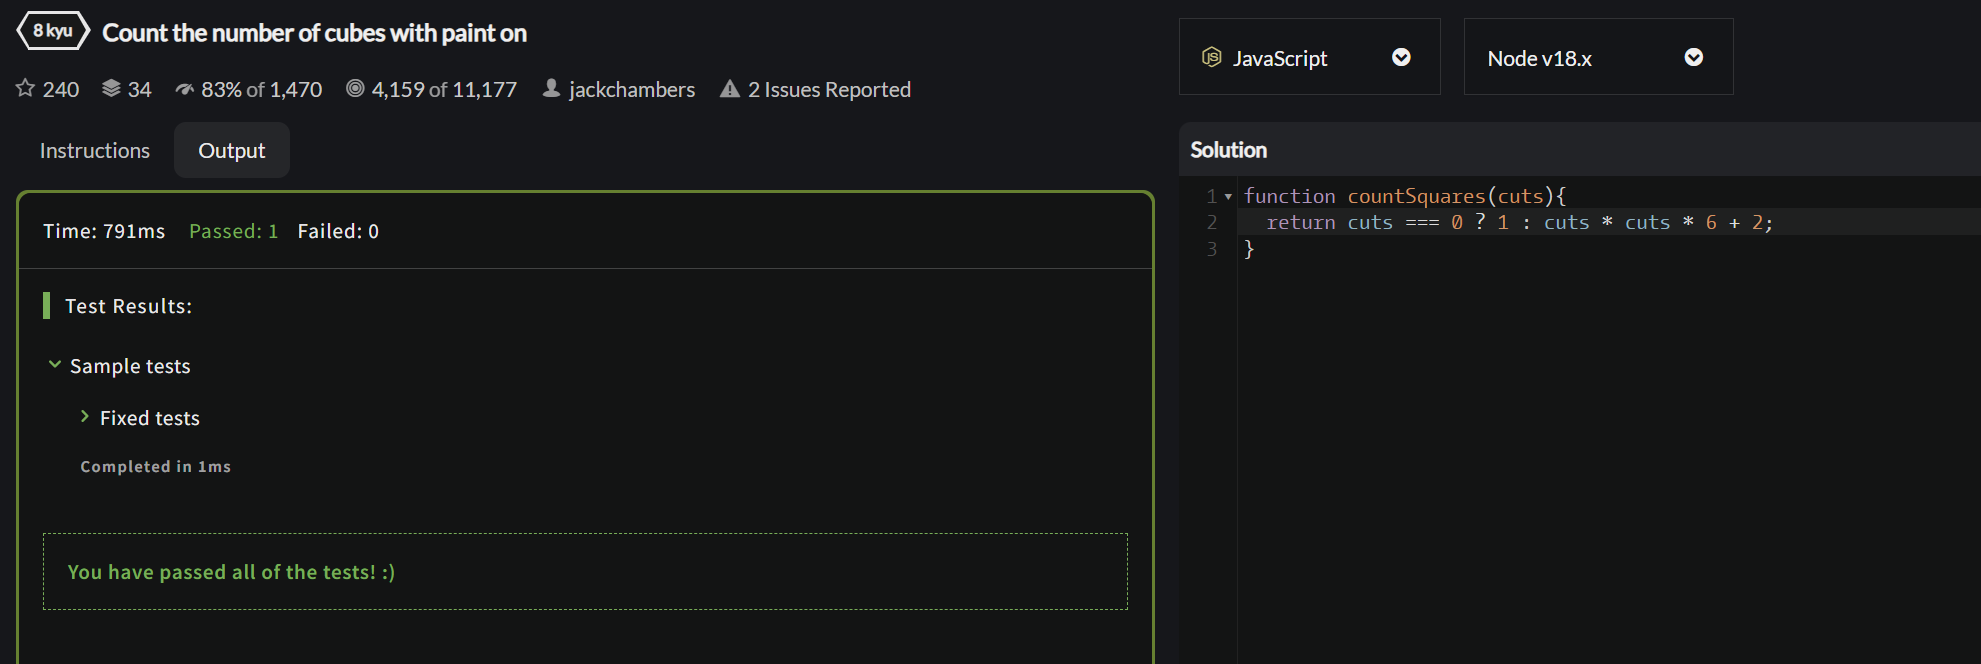 8 kyu Count the number of cubes with paint on
240 34 83% of 1,470 4,159 of 11,177 jackchambers 2 Issues Reported
Instructions Output
Time: 791ms Passed: 1 Failed: 0
Test Results:
Sample tests
Fixed tests
Completed in 1ms
You have passed all of the tests! :)
JS JavaScript Node v18.x
Solution
1 function countSquares(cuts){
2 return cuts === 0 ? 1 : cuts * cuts * 6 + 2;
3 }